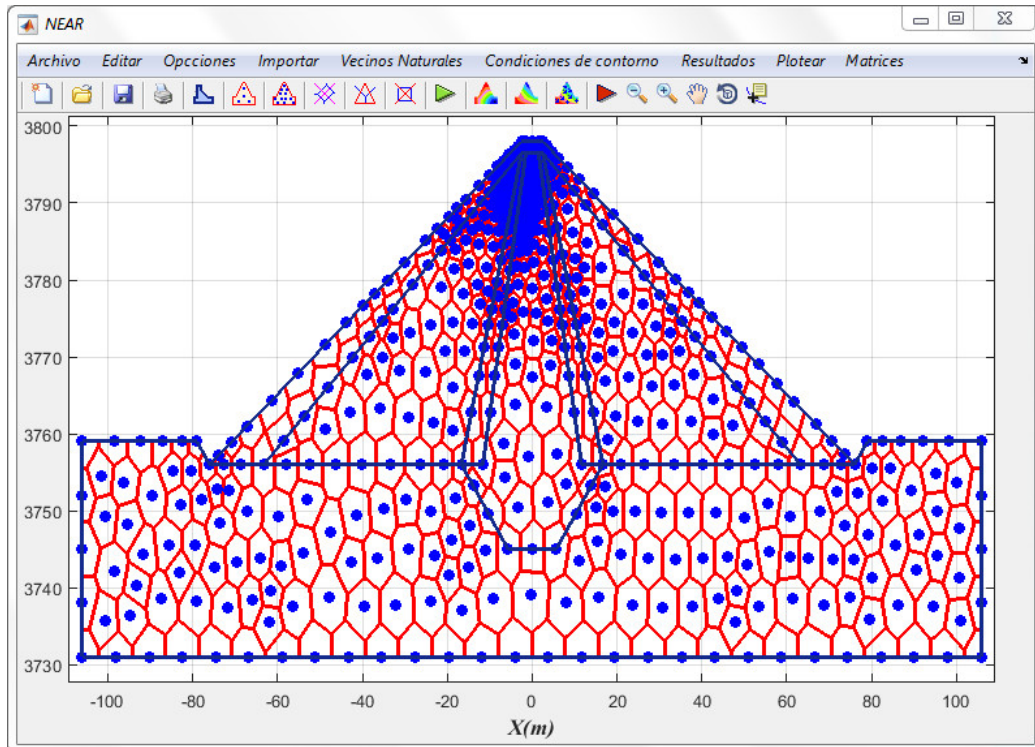 NEAR
Archivo Editar Opcciones Importar Vecinos Naturales Condiciones de contorno Resultados Plotear Matrices
3800
3790
3780
3770
3760
3750
3740
3730
-100 -80 -60 -40 -20 0 20 40 60 80 100
X(m)